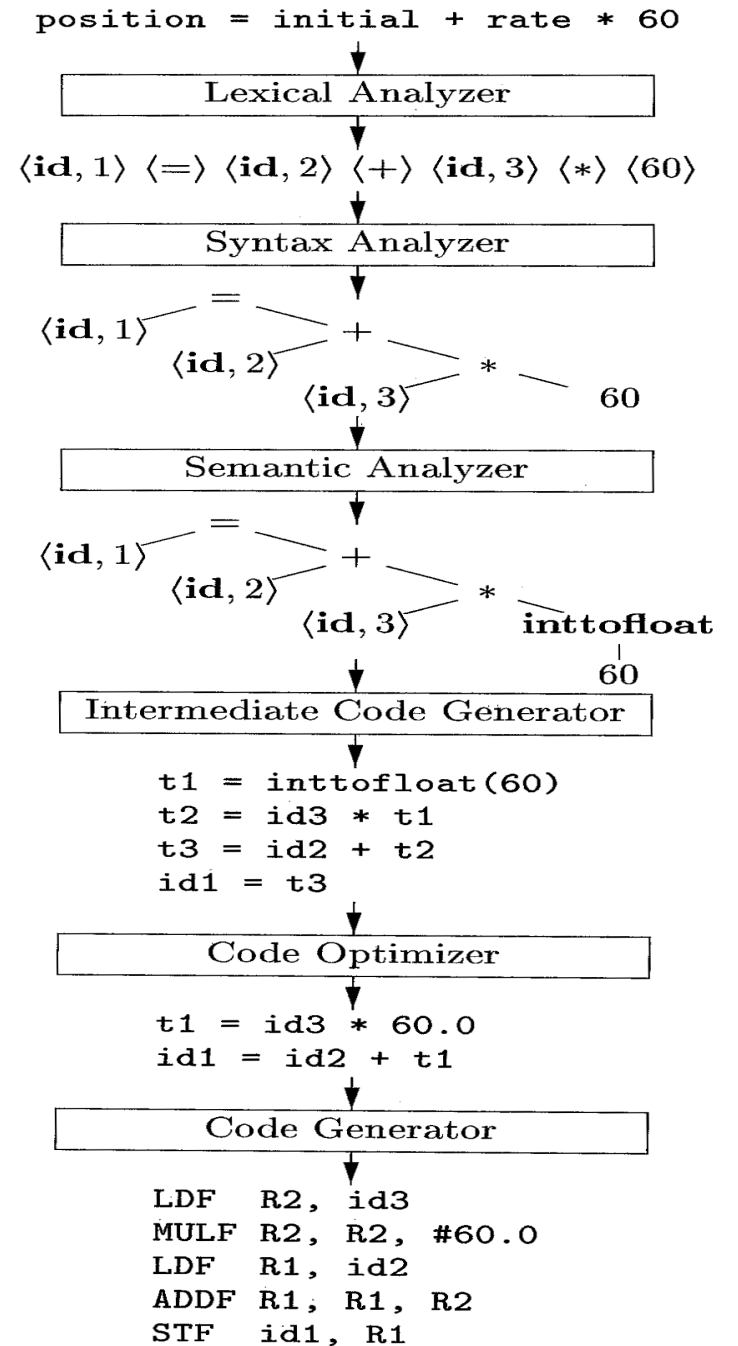 position = initial + rate * 60
Lexical Analyzer
⟨id, 1⟩ ⟨=⟩ ⟨id, 2⟩ ⟨+⟩ ⟨id, 3⟩ ⟨*⟩ ⟨60⟩
Syntax Analyzer
=
⟨id, 1⟩ +
⟨id, 2⟩ *
⟨id, 3⟩ 60
Semantic Analyzer
=
⟨id, 1⟩ +
⟨id, 2⟩ *
⟨id, 3⟩ inttofloat
60
Intermediate Code Generator
t1 = inttofloat(60)
t2 = id3 * t1
t3 = id2 + t2
id1 = t3
Code Optimizer
t1 = id3 * 60.0
id1 = id2 + t1
Code Generator
LDF R2, id3
MULF R2, R2, #60.0
LDF R1, id2
ADDF R1, R1, R2
STF id1, R1